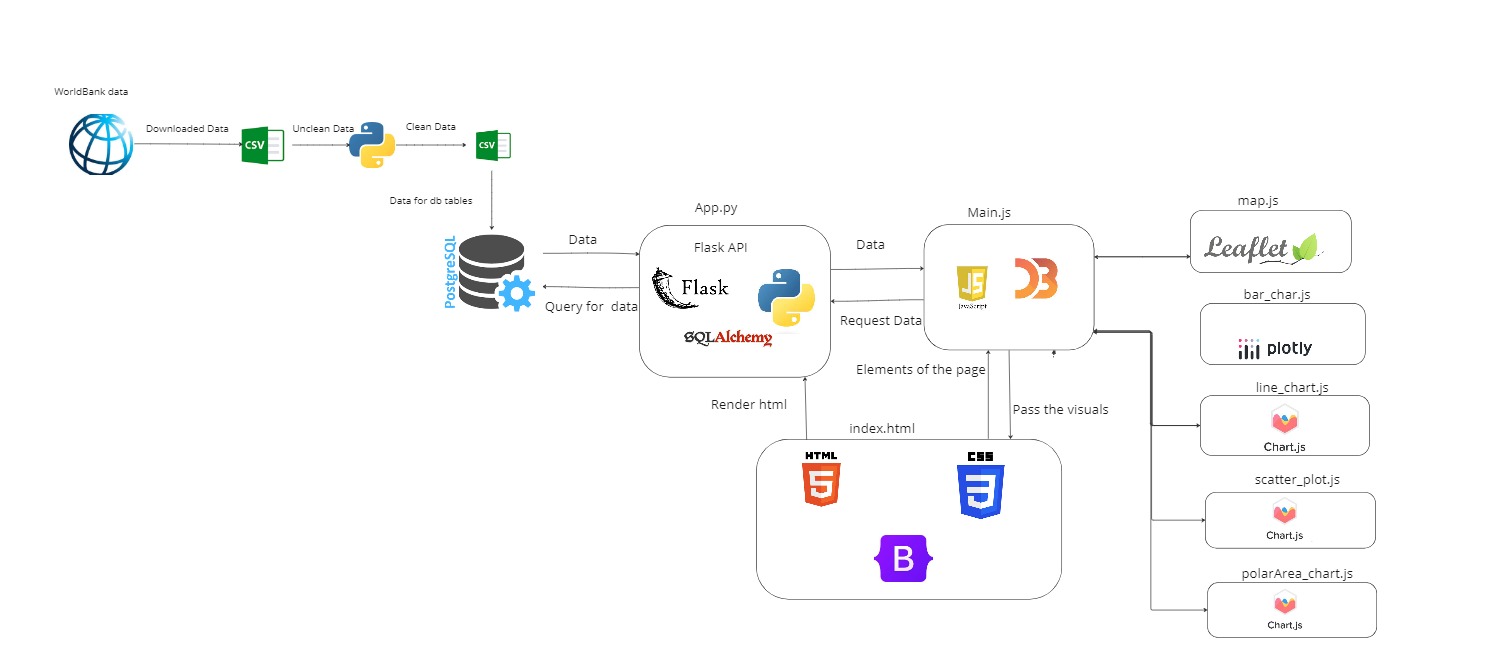 WorldBank data
Downloaded Data
CSV
Unclean Data
Clean Data
CSV
Data for db tables
PostgreSQL
Data
Query for data
App.py
Flask API
Flask
SQLAlchemy
Data
Request Data
Main.js
JS
JavaScript
D3
map.js
Leaflet
bar_char.js
plotly
line_chart.js
Chart.js
scatter_plot.js
Chart.js
polarArea_chart.js
Chart.js
Elements of the page
Pass the visuals
Render html
index.html
HTML
5
CSS
3
B